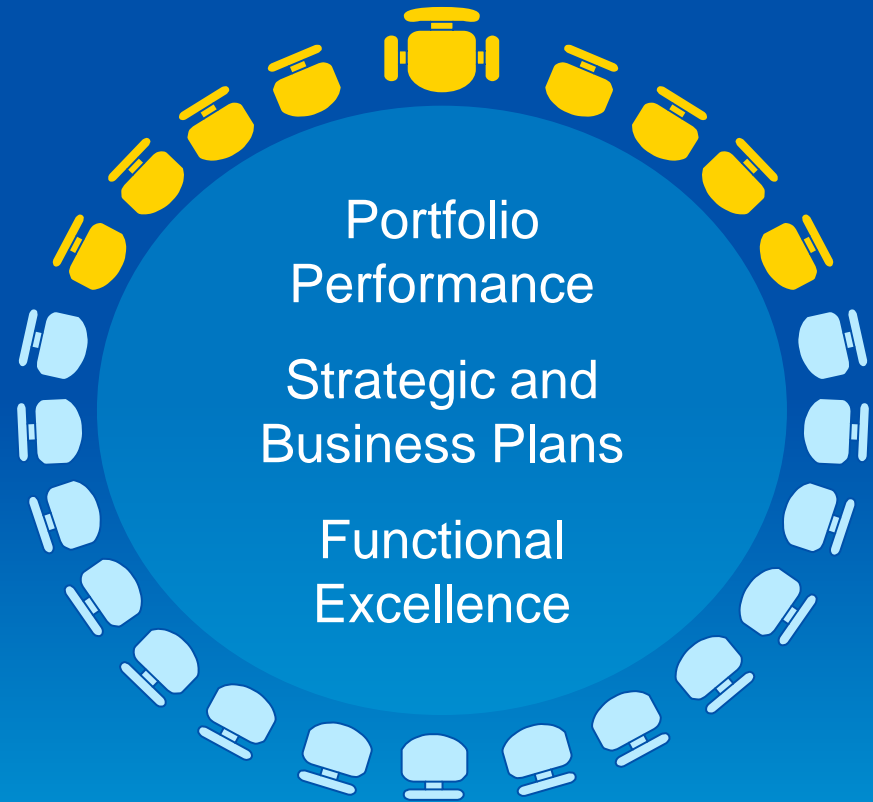 Portfolio
Performance
Strategic and
Business Plans
Functional
Excellence